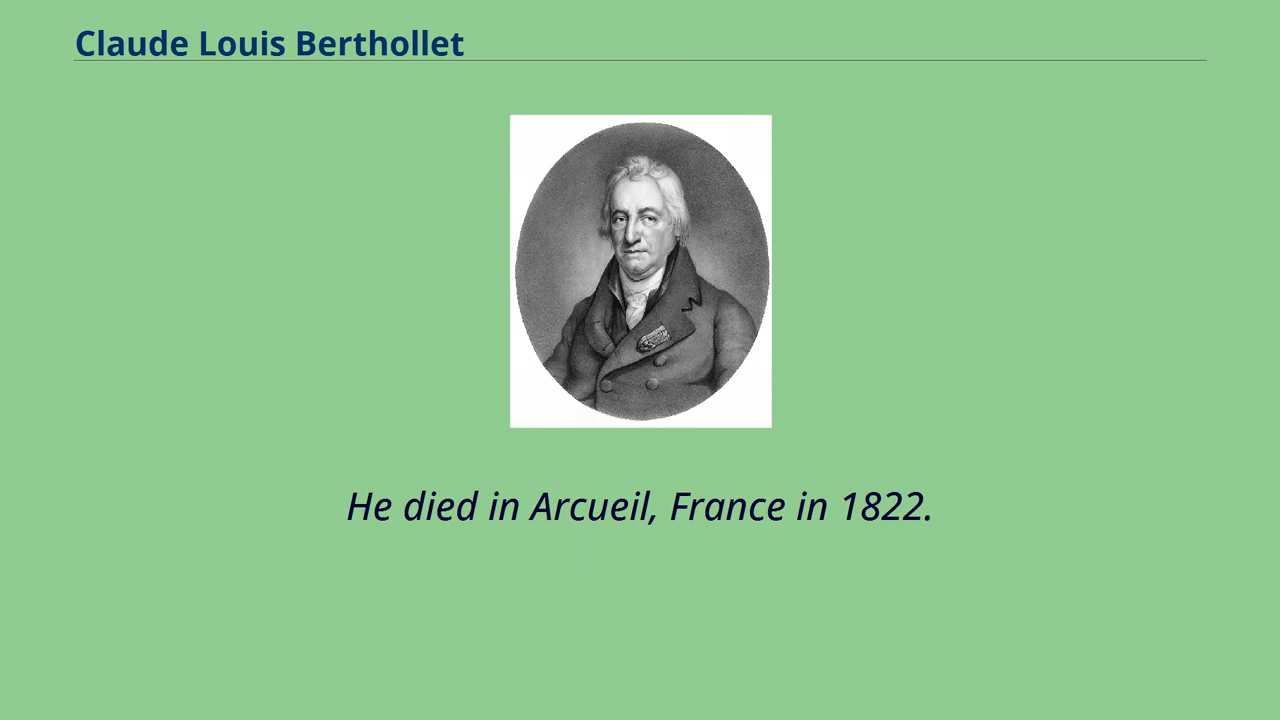 Claude Louis Berthollet
He died in Arcueil, France in 1822.